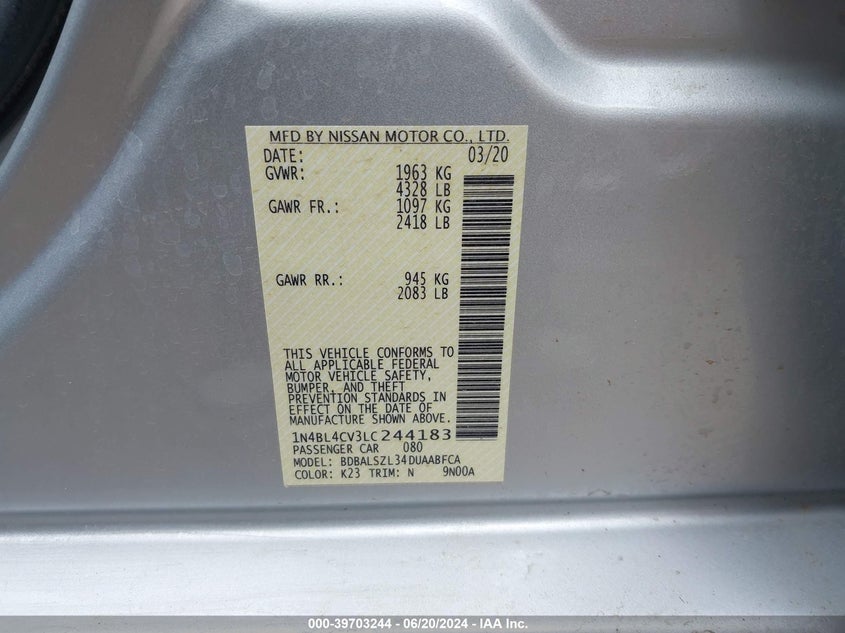 MFD BY NISSAN MOTOR CO., LTD.
DATE: 03/20
GVWR: 1963 KG
4328 LB
GAWR FR.: 1097 KG
2418 LB
GAWR RR.: 945 KG
2083 LB
THIS VEHICLE CONFORMS TO
ALL APPLICABLE FEDERAL
MOTOR VEHICLE SAFETY,
BUMPER, AND THEFT
PREVENTION STANDARDS IN
EFFECT ON THE DATE OF
MANUFACTURE SHOWN ABOVE.
1N4BL4CV3LC244183
PASSENGER CAR 080
MODEL: BDBALSZL34DUAABFCA
COLOR: K23 TRIM: N 9N00A
000-39703244 / 06/20/2024 - IAA Inc.